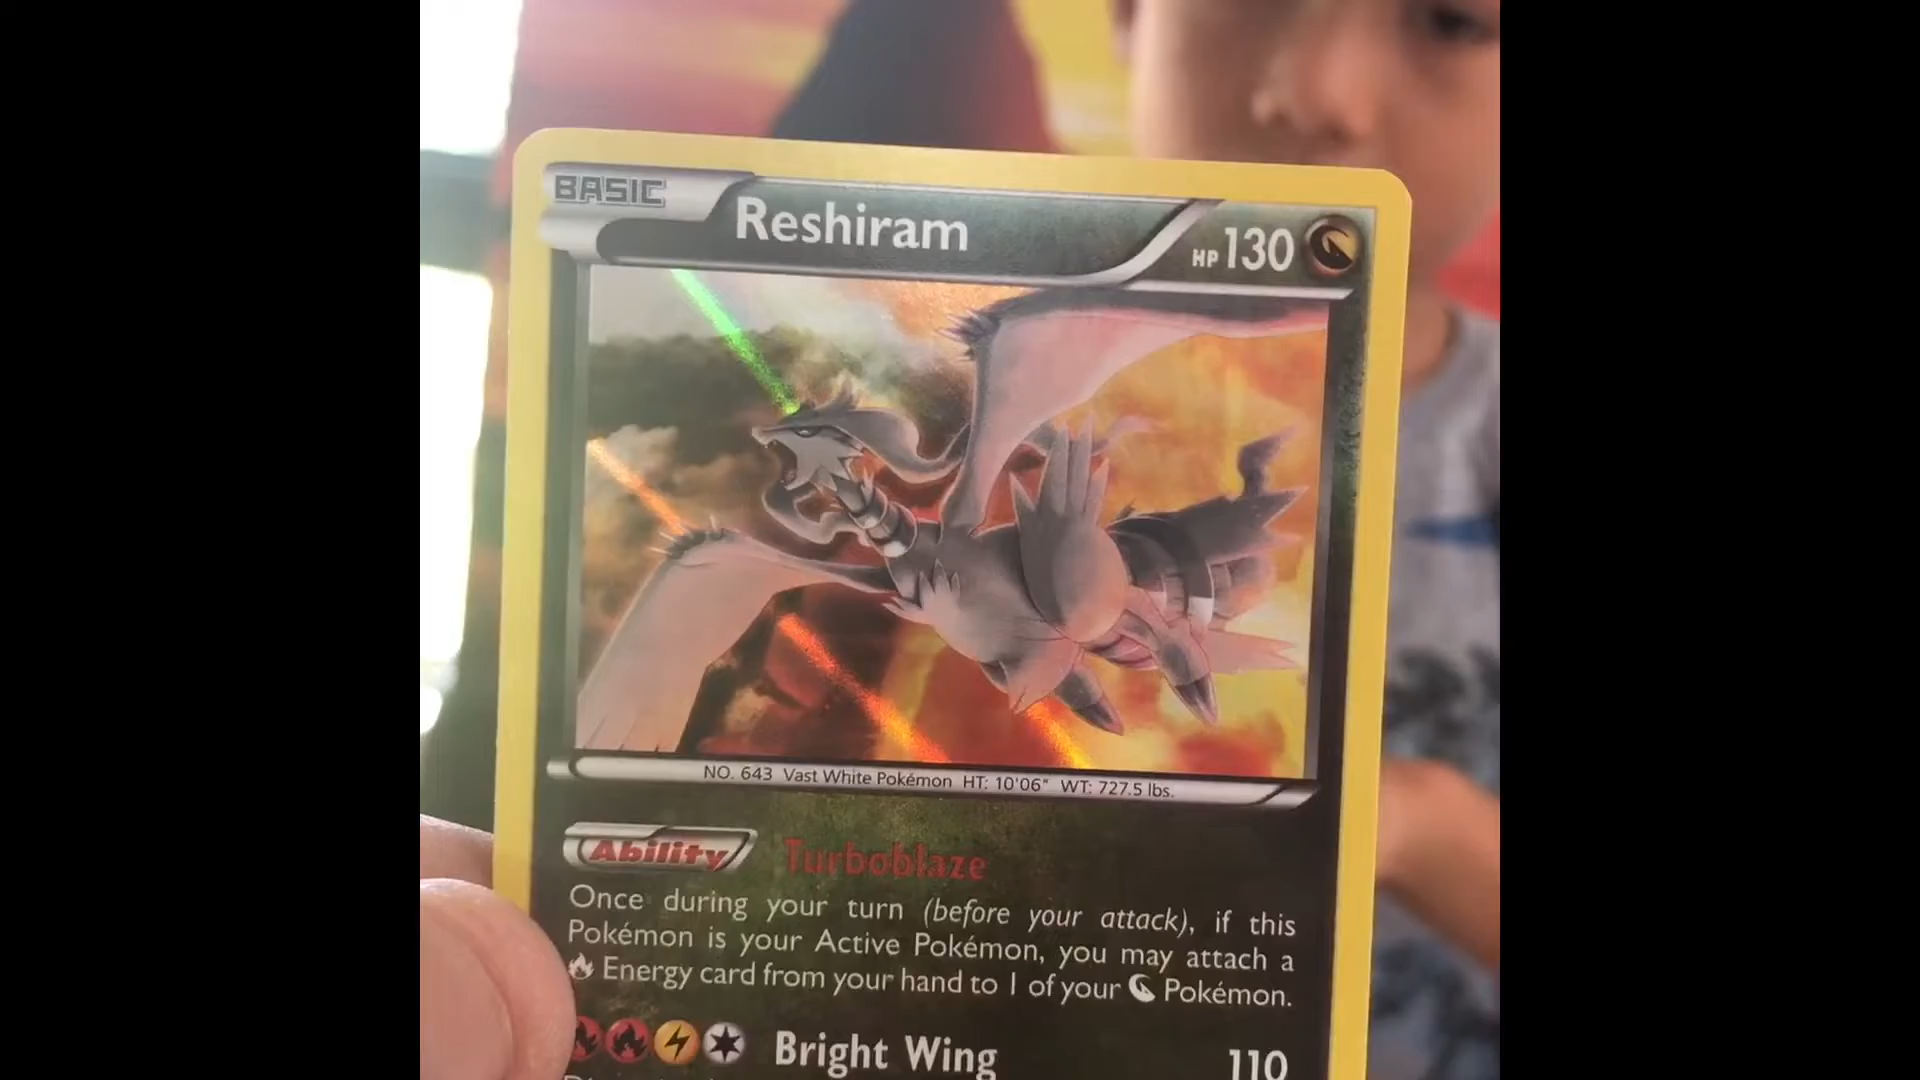 BASIC
Reshiram
HP 130
NO. 643 Vast White Pokémon HT: 10'06" WT: 727.5 lbs.
Ability Turboblaze
Once during your turn (before your attack), if this
Pokémon is your Active Pokémon, you may attach a
Energy card from your hand to 1 of your Pokémon.
Bright Wing 110